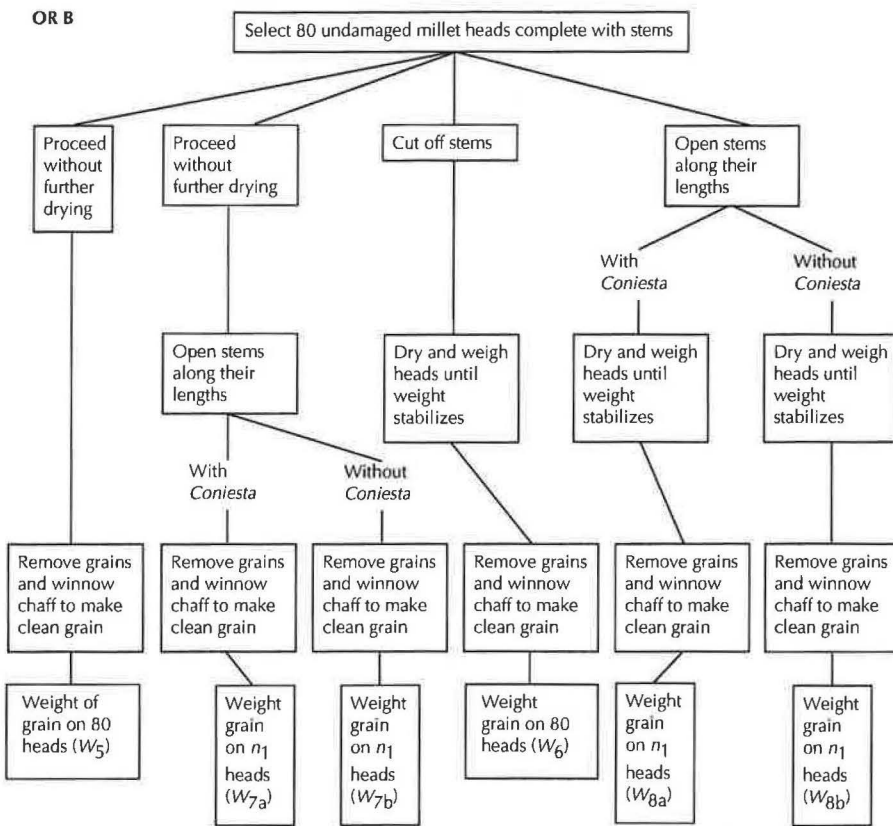 OR B
Select 80 undamaged millet heads complete with stems
Proceed
without
further
drying
Proceed
without
further drying
Cut off stems
Open stems
along their
lengths
With
Coniesta
Without
Coniesta
Open stems
along their
lengths
Dry and weigh
heads until
weight
stabilizes
Dry and weigh
heads until
weight
stabilizes
Dry and weigh
heads until
weight
stabilizes
With
Coniesta
Without
Coniesta
Remove grains
and winnow
chaff to make
clean grain
Remove grains
and winnow
chaff to make
clean grain
Remove grains
and winnow
chaff to make
clean grain
Remove grains
and winnow
chaff to make
clean grain
Remove grains
and winnow
chaff to make
clean grain
Remove grains
and winnow
chaff to make
clean grain
Weight of
grain on 80
heads (W5)
Weight
grain
on n1
heads
(W7a)
Weight
grain
on n1
heads
(W7b)
Weight
grain on 80
heads (W6)
Weight
grain
on n1
heads
(W8a)
Weight
grain
on n1
heads
(W8b)